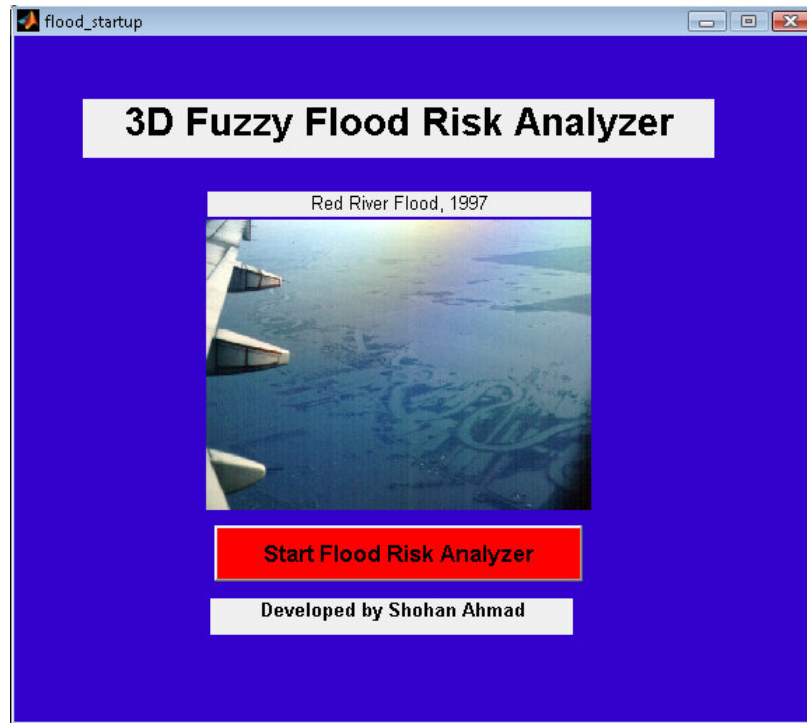 flood_startup
3D Fuzzy Flood Risk Analyzer
Red River Flood, 1997
Start Flood Risk Analyzer
Developed by Shohan Ahmad